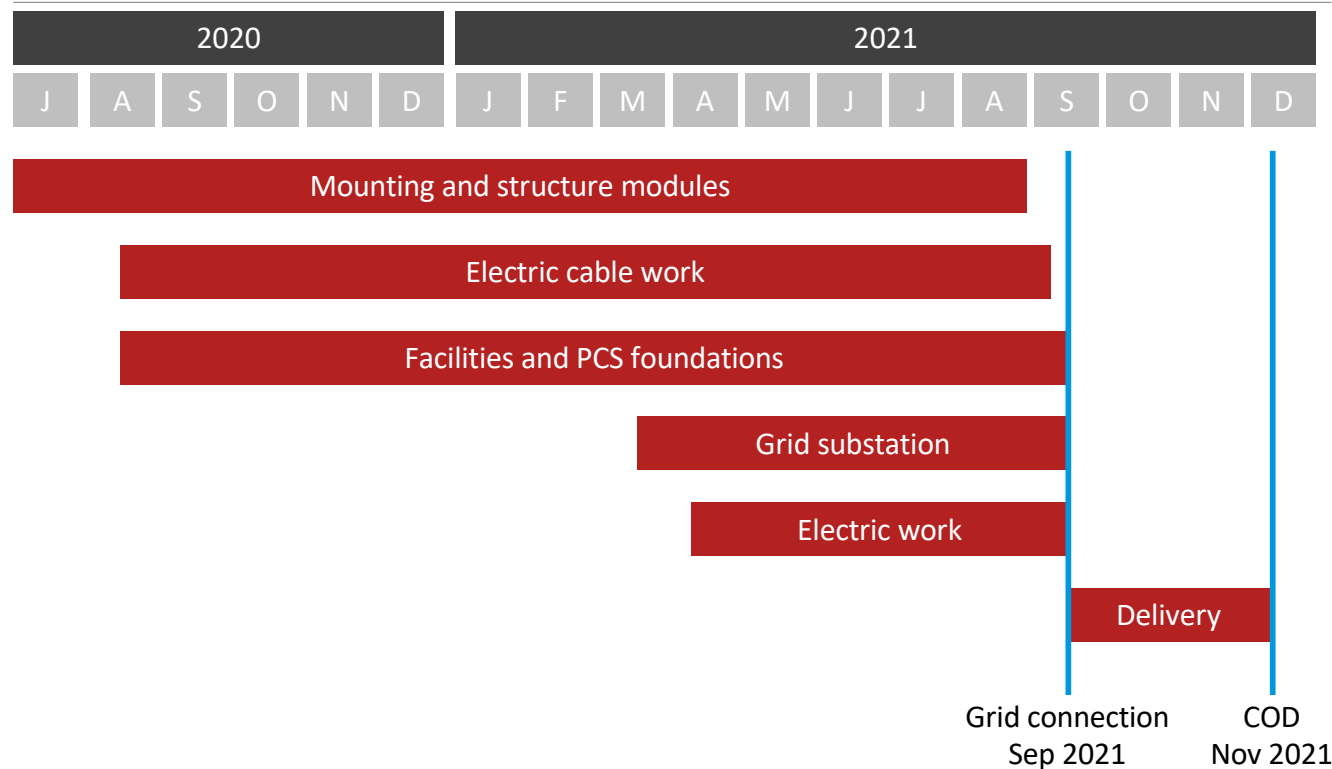 2020 2021
J A S O N D J F M A M J J A S O N D
Mounting and structure modules
Electric cable work
Facilities and PCS foundations
Grid substation
Electric work
Delivery
Grid connection COD
Sep 2021 Nov 2021